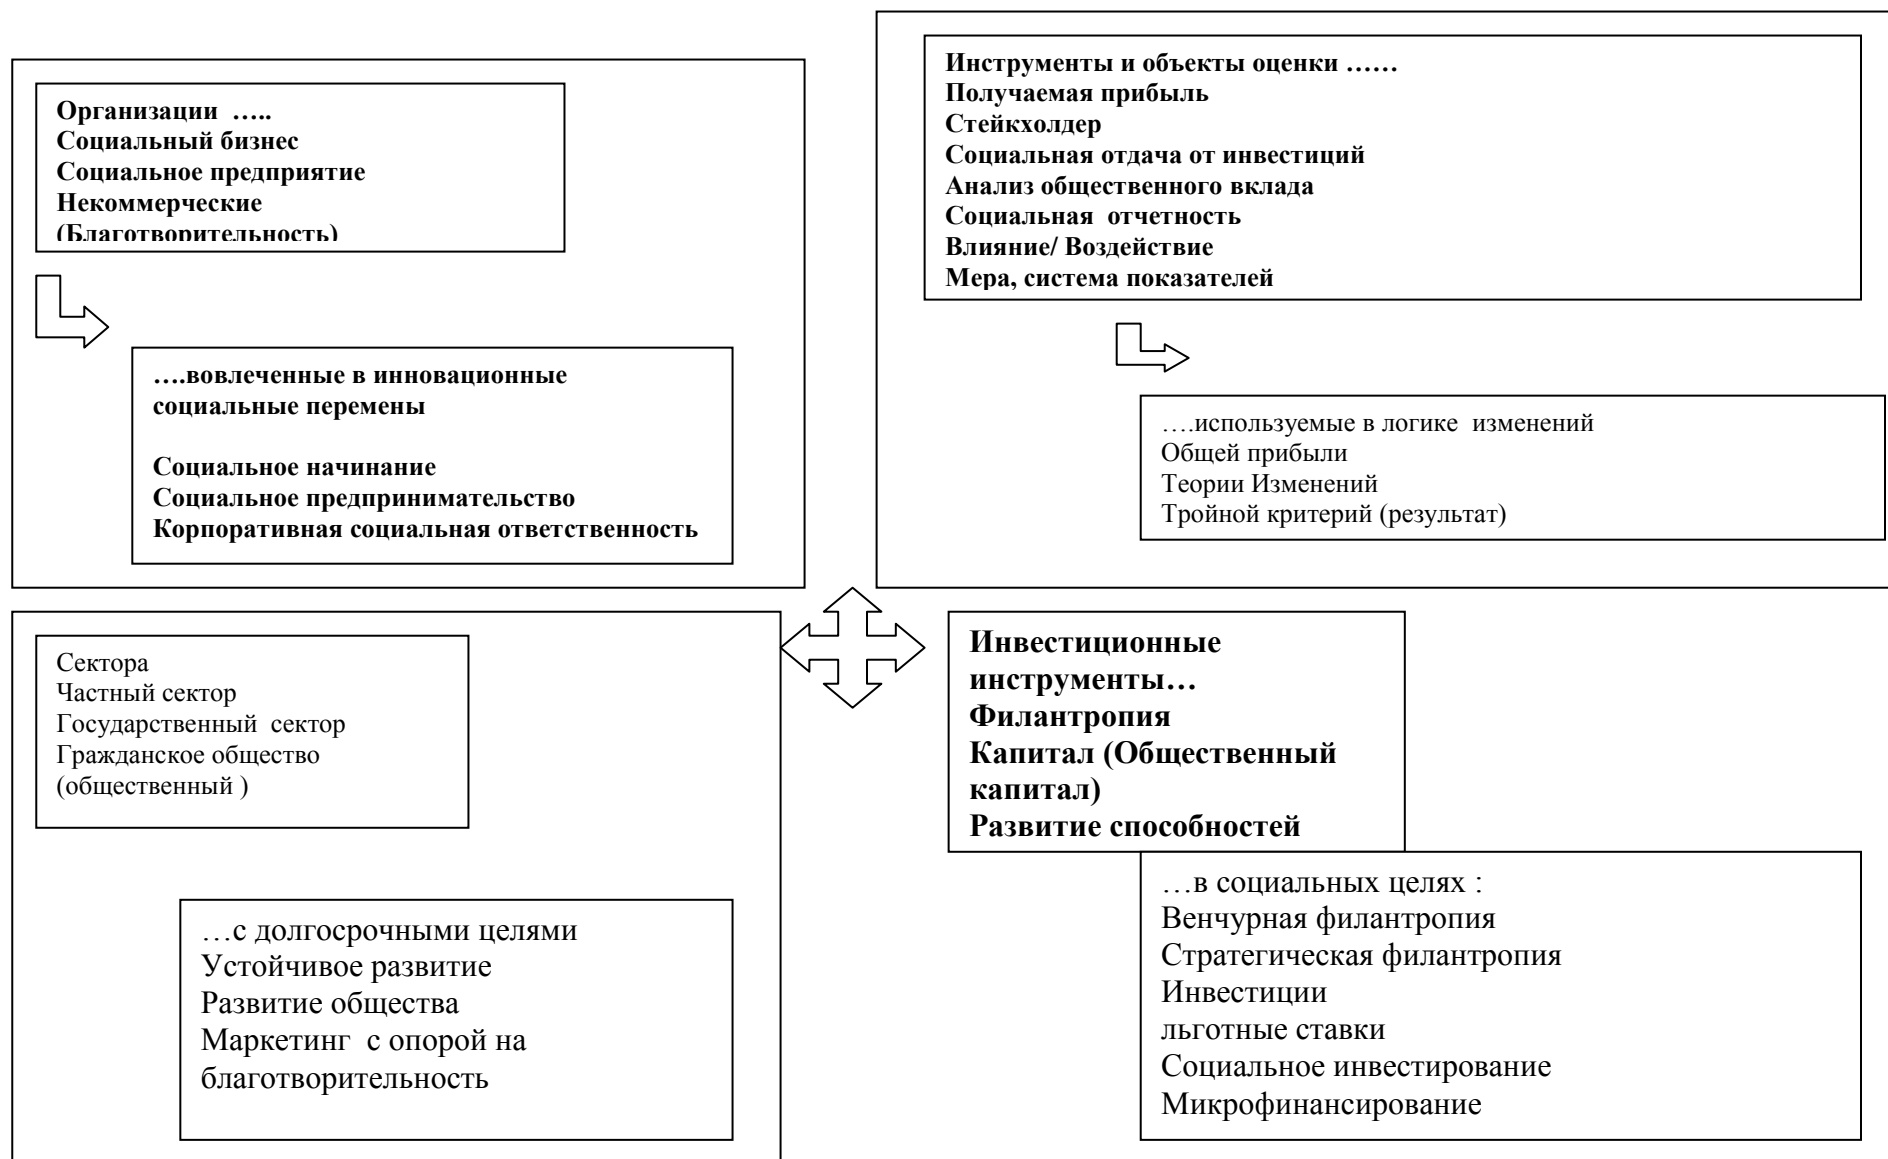 Организации …..
Социальный бизнес
Социальное предприятие
Некоммерческие
(Благотворительность)
….вовлеченные в инновационные
социальные перемены
Социальное начинание
Социальное предпринимательство
Корпоративная социальная ответственность
Инструменты и объекты оценки ……
Получаемая прибыль
Стейкхолдер
Социальная отдача от инвестиций
Анализ общественного вклада
Социальная отчетность
Влияние/ Воздействие
Мера, система показателей
….используемые в логике изменений
Общей прибыли
Теории Изменений
Тройной критерий (результат)
Сектора
Частный сектор
Государственный сектор
Гражданское общество
(общественный )
…с долгосрочными целями
Устойчивое развитие
Развитие общества
Маркетинг с опорой на
благотворительность
Инвестиционные
инструменты…
Филантропия
Капитал (Общественный
капитал)
Развитие способностей
…в социальных целях :
Венчурная филантропия
Стратегическая филантропия
Инвестиции
льготные ставки
Социальное инвестирование
Микрофинансирование